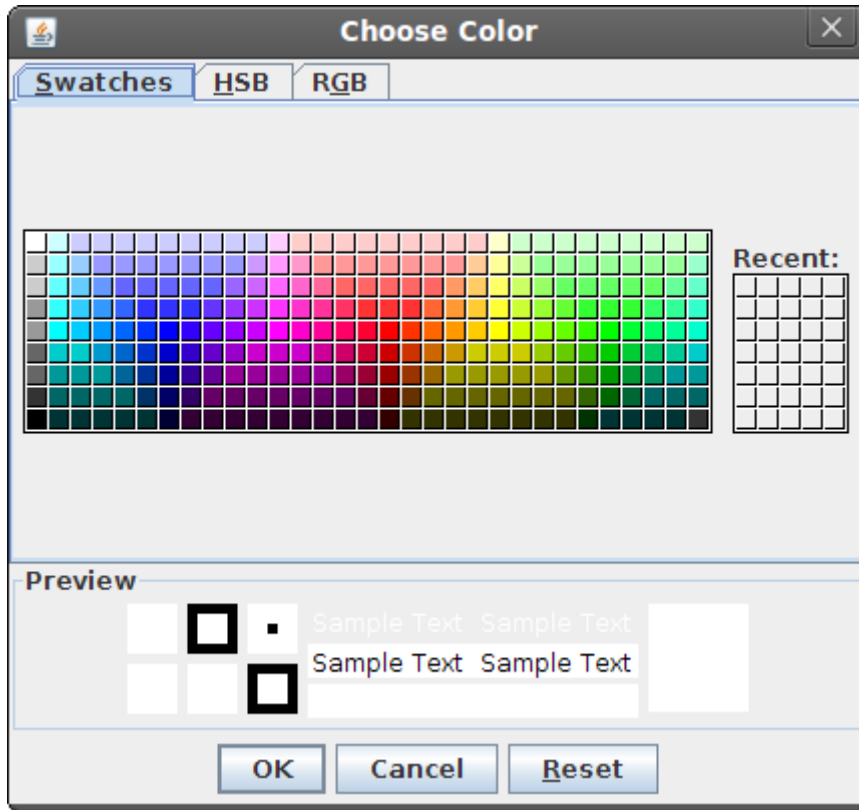 Choose Color
Swatches HSB RGB
Recent:
Preview
Sample Text Sample Text
Sample Text Sample Text
OK Cancel Reset